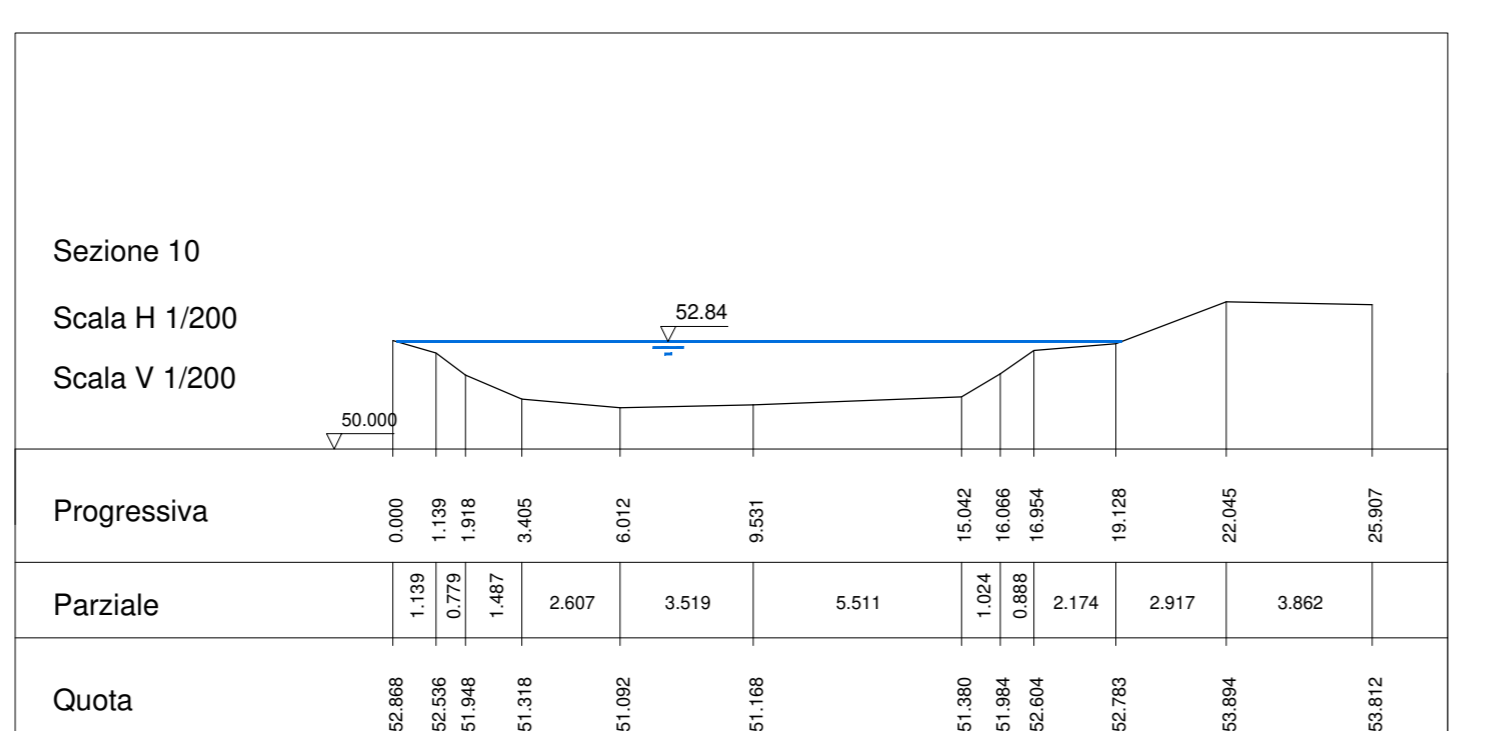 Sezione 10
Scala H 1/200
52.84
Scala V 1/200
50.000
Progressiva 0.000 1.139 1.918 3.405 6.012 9.531 15.042 16.066 16.954 19.128 22.045 25.907
Parziale 1.139 0.779 1.487 2.607 3.519 5.511 1.024 0.888 2.174 2.917 3.862
Quota 52.868 52.536 51.948 51.318 51.092 51.168 51.380 51.984 52.604 52.783 53.894 53.812